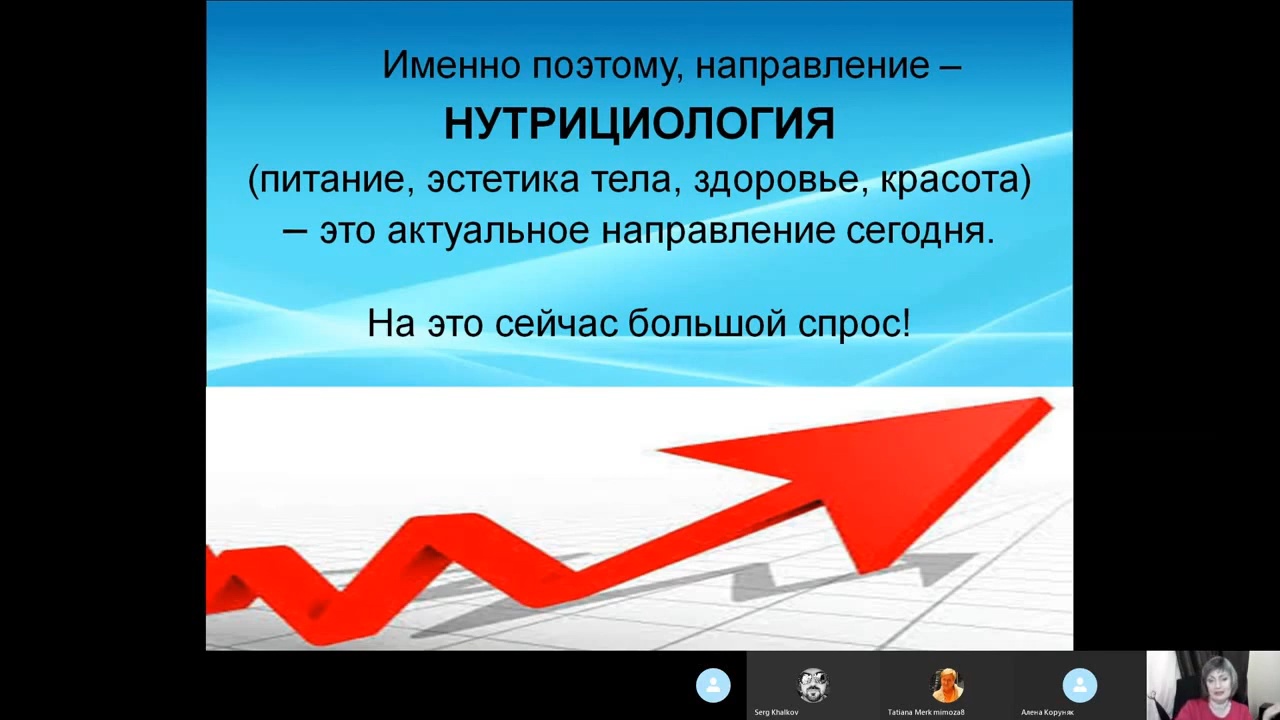 Именно поэтому, направление –
НУТРИЦИОЛОГИЯ
(питание, эстетика тела, здоровье, красота)
– это актуальное направление сегодня.
На это сейчас большой спрос!
Serg Khalkov
Tatiana Merk mimoza8
Алена Коруняк